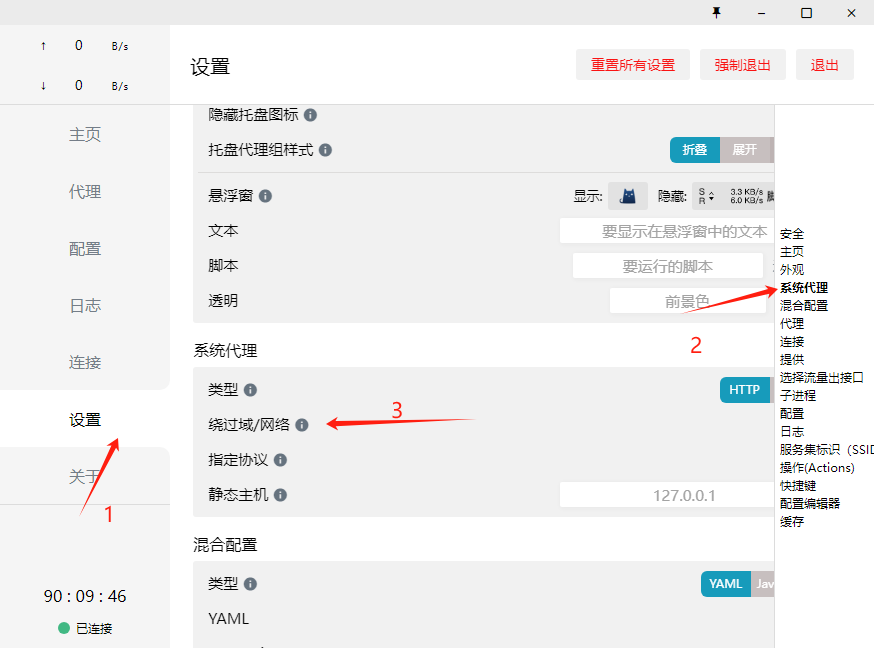 ↑ 0 B/s
↓ 0 B/s
设置
重置所有设置 强制退出 退出
主页
代理
配置
日志
连接
设置
关于
1
90 : 09 : 46
已连接
隐藏托盘图标
托盘代理组样式 折叠 展开
悬浮窗 显示: 隐藏: S R 3.3 KB/s 6.0 KB/s
文本 要显示在悬浮窗中的文本
脚本 要运行的脚本
透明 前景色
2
系统代理
类型 HTTP
绕过域/网络 3
指定协议
静态主机 127.0.0.1
混合配置
类型 YAML Jav
YAML
安全
主页
外观
系统代理
混合配置
代理
连接
提供
选择流量出接口
子进程
配置
日志
服务集标识（SSID
操作(Actions)
快捷键
配置编辑器
缓存